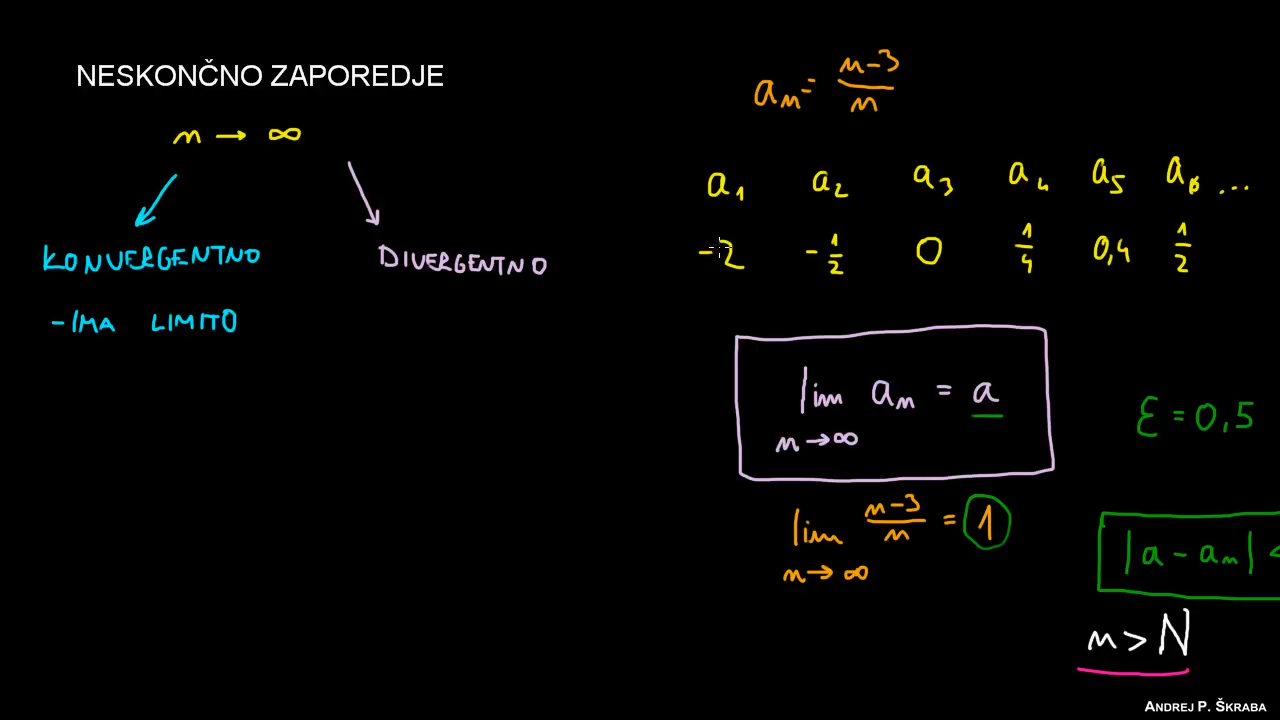 NESKONČNO ZAPOREDJE
n → ∞
KONVERGENTNO
DIVERGENTNO
- IMA LIMITO
aₙ = (n-3)/n
a₁ a₂ a₃ a₄ a₅ a₆ ...
-2 -1/2 0 1/4 0,4 1/2
lim aₙ = a
n → ∞
ε = 0,5
lim (n-3)/n = 1
n → ∞
|a - aₙ| <
n > N
ANDREJ P. ŠKRABA